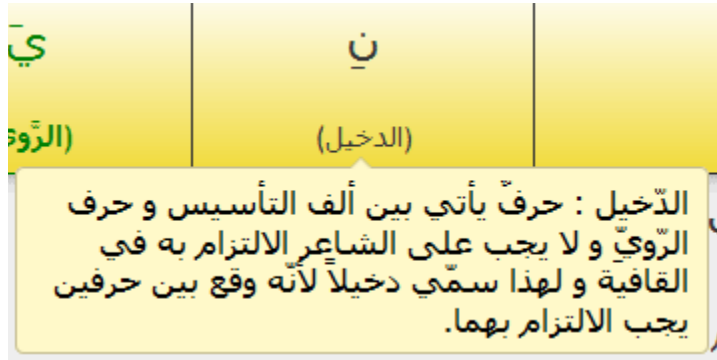 نِ
يَ
(الدخيل)
الدّخيل : حرفٌ يأتي بين ألف التأسيس و حرف
الرّويّ و لا يجب على الشاعر الالتزام به في
القافية و لهذا سمّي دخيلاً لأنّه وقع بين حرفين
يجب الالتزام بهما.